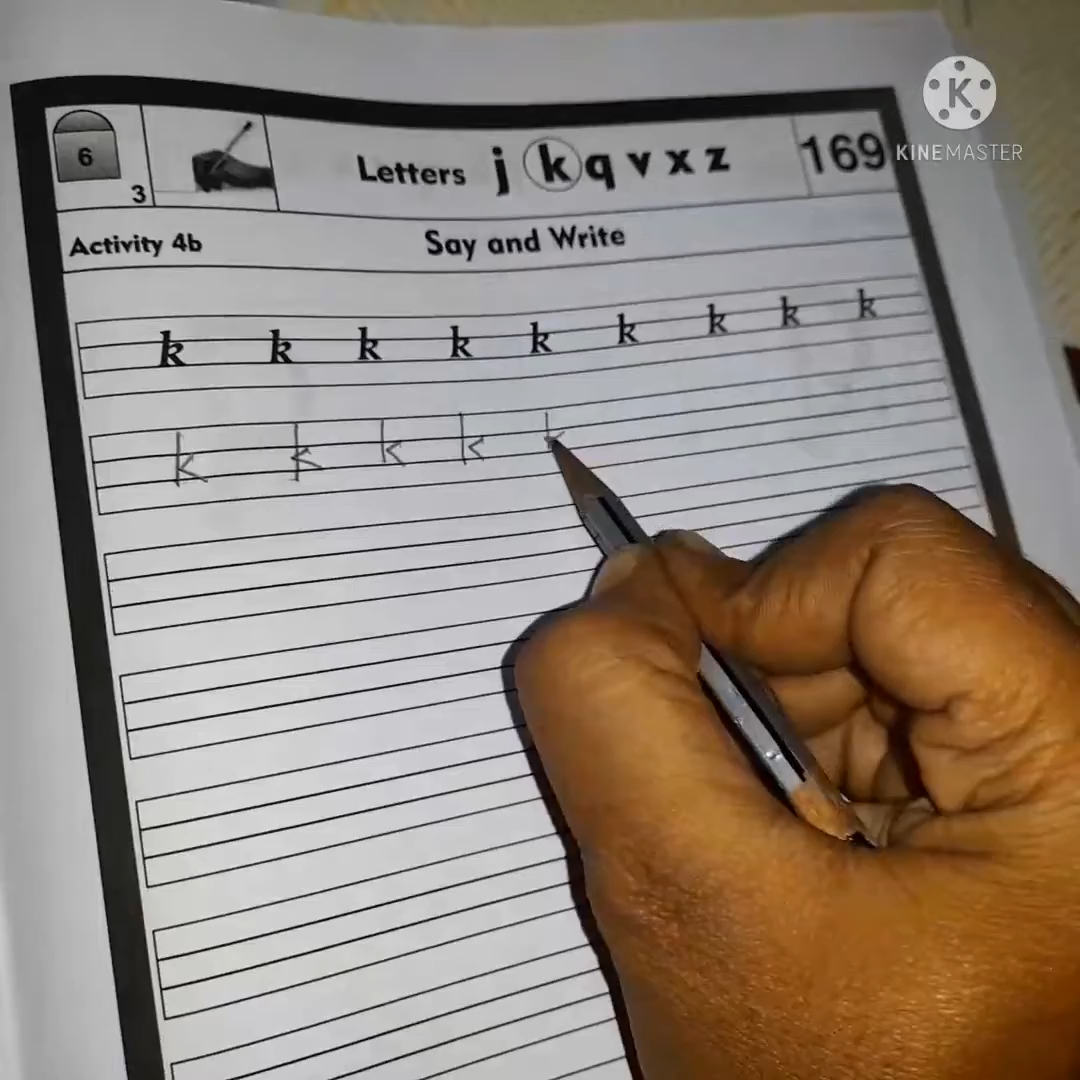 6
3
Letters j k q v x z
169
K
KINEMASTER
Activity 4b
Say and Write
k k k k k k k k k
k k k k k